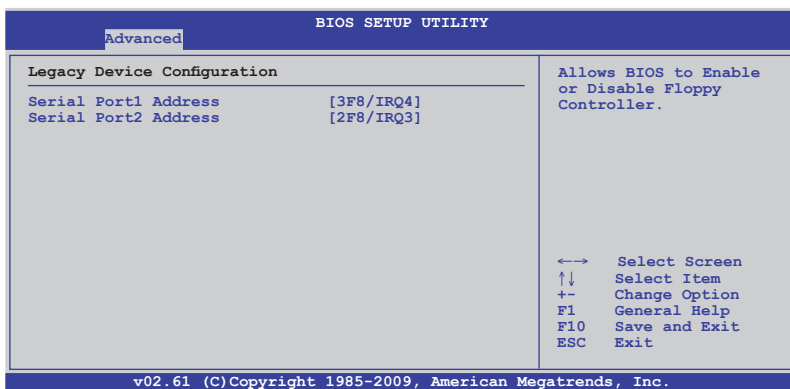 BIOS SETUP UTILITY
Advanced
Legacy Device Configuration
Serial Port1 Address [3F8/IRQ4]
Serial Port2 Address [2F8/IRQ3]
Allows BIOS to Enable
or Disable Floppy
Controller.
←→ Select Screen
↑↓ Select Item
+- Change Option
F1 General Help
F10 Save and Exit
ESC Exit
v02.61 (C)Copyright 1985-2009, American Megatrends, Inc.